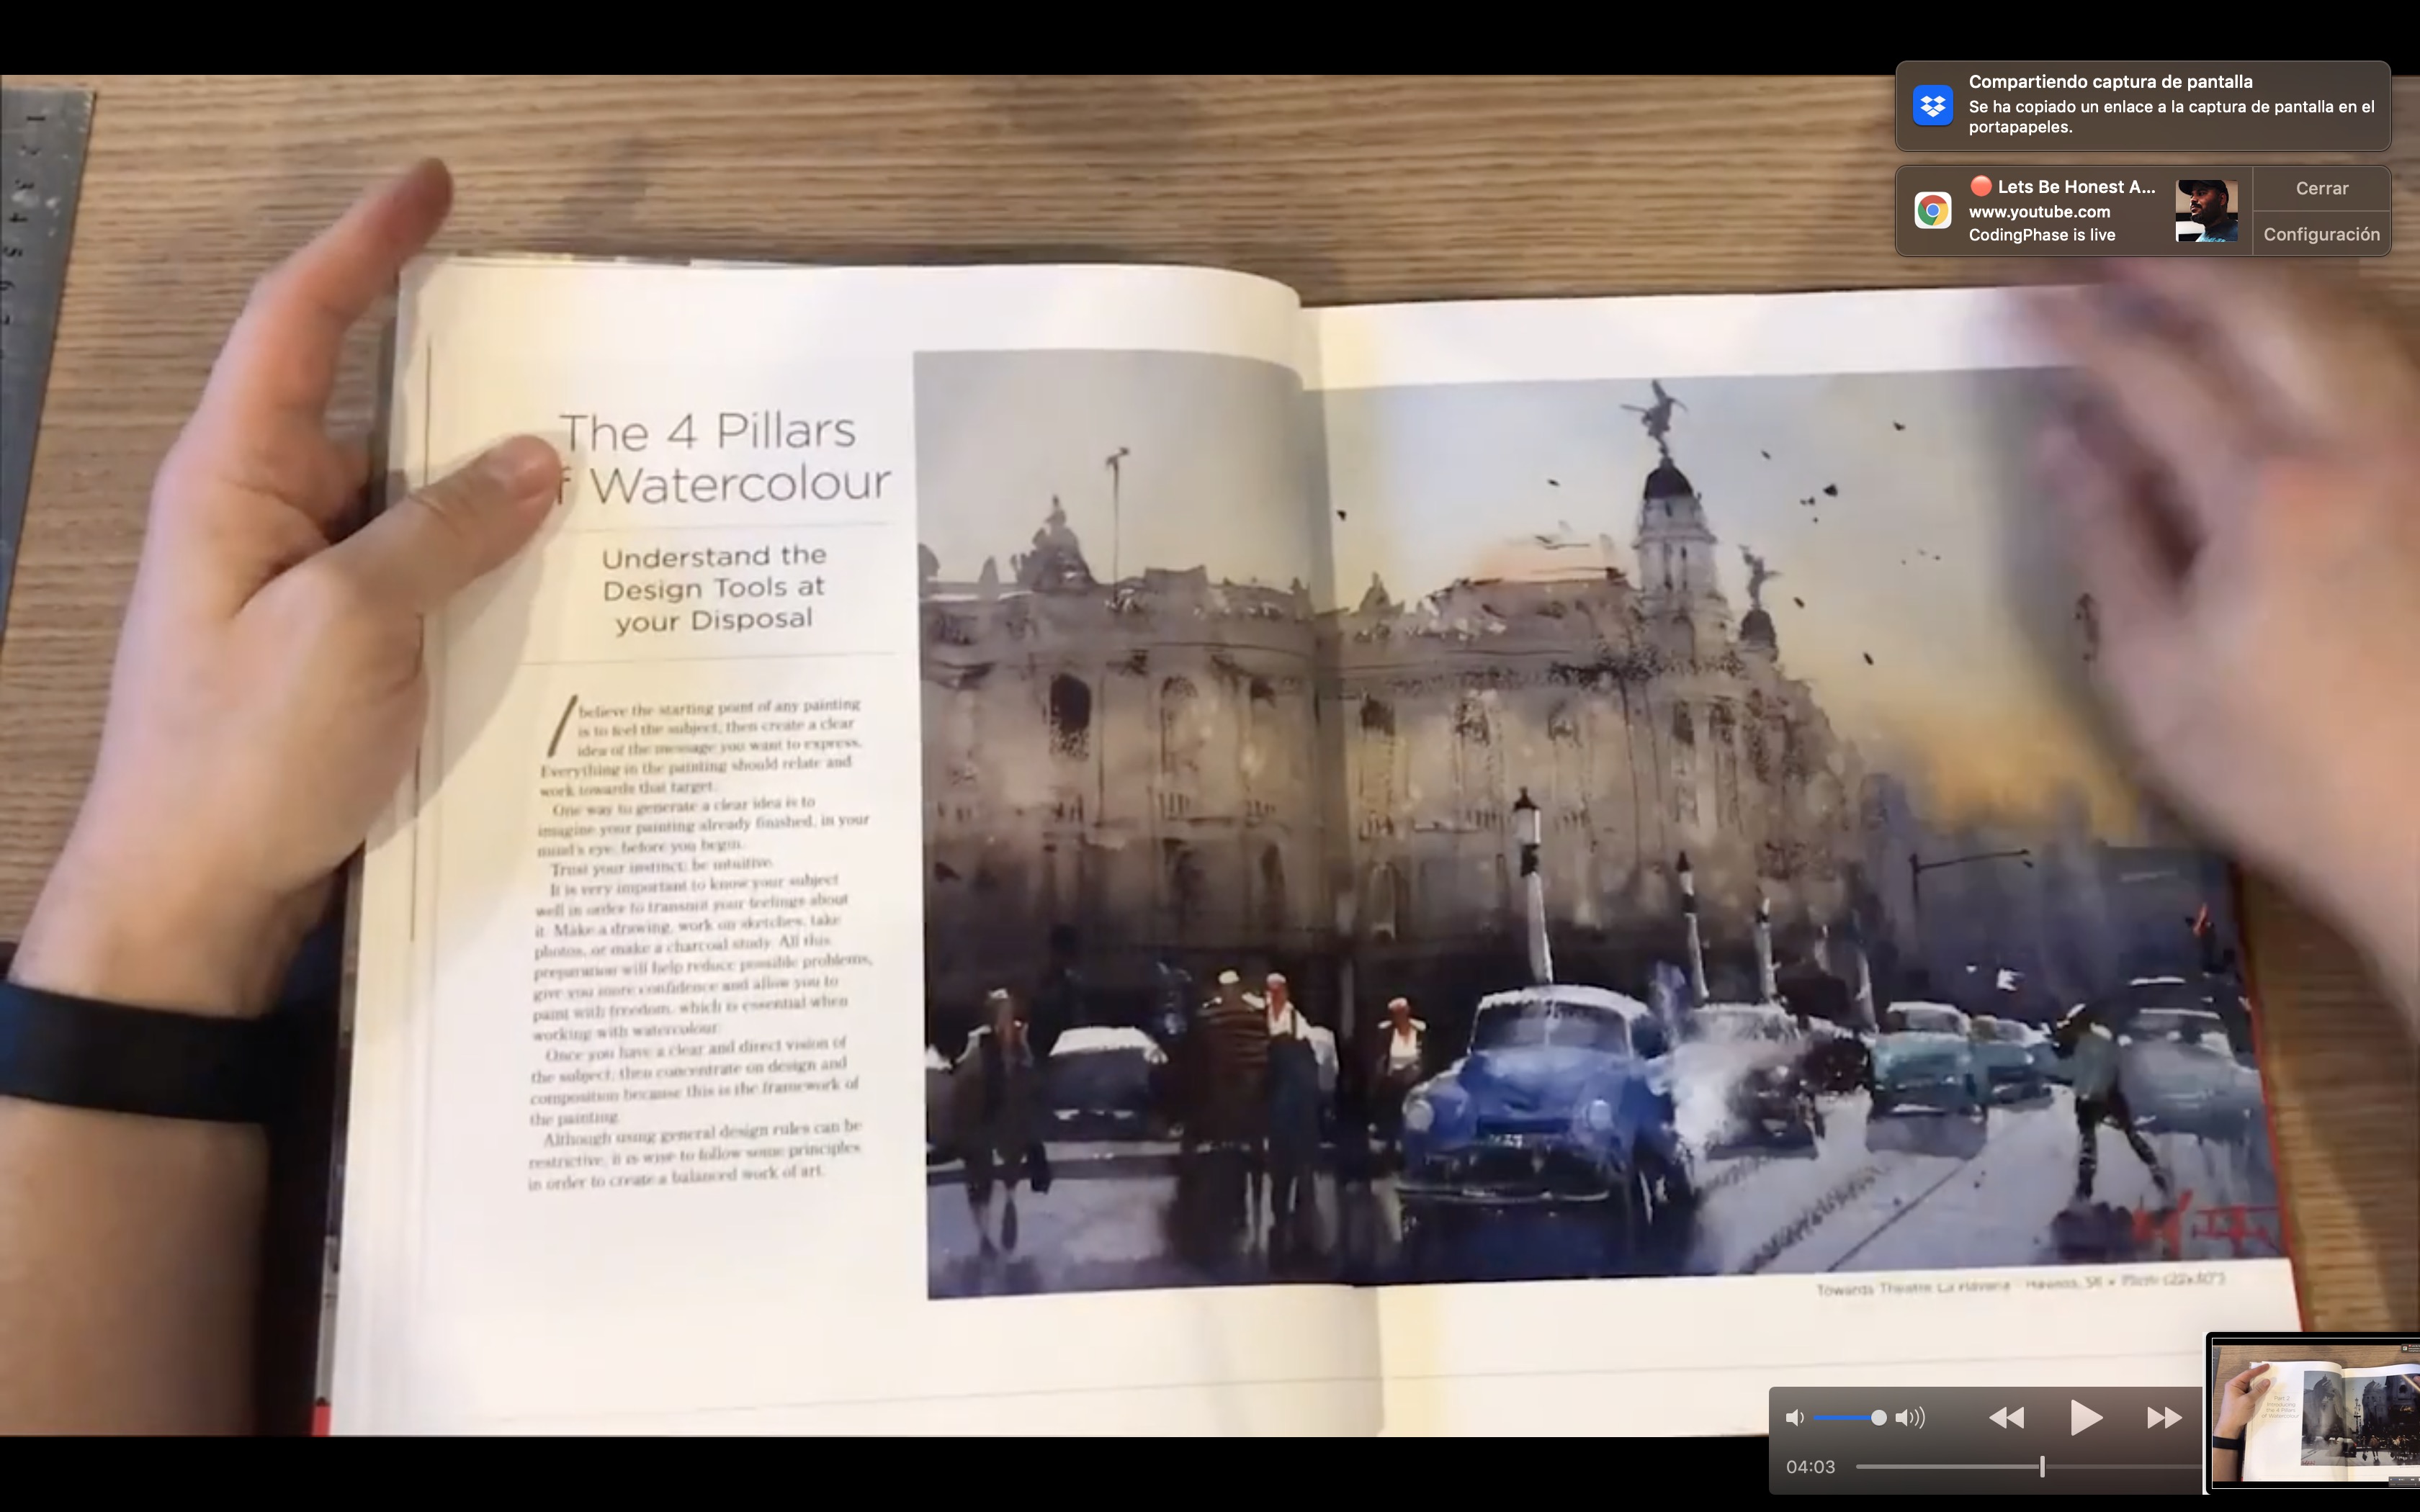 Compartiendo captura de pantalla
Se ha copiado un enlace a la captura de pantalla en el
portapapeles.
Lets Be Honest A...
www.youtube.com
CodingPhase is live
Cerrar
Configuración
The 4 Pillars
f Watercolour
Understand the
Design Tools at
your Disposal
I believe the starting point of any painting
is to feel the subject, then create a clear
idea of the message you want to express.
Everything in the painting should relate and
work towards that target.
One way to generate a clear idea is to
imagine your painting already finished, in your
mind's eye, before you begin.
Trust your instinct; be intuitive.
It is very important to know your subject
well in order to transmit your feelings about
it. Make a drawing, work on sketches, take
photos, or make a charcoal study. All this
preparation will help reduce possible problems,
give you more confidence and allow you to
paint with freedom, which is essential when
working with watercolour.
Once you have a clear and direct vision of
the subject, then concentrate on design and
composition because this is the framework of
the painting.
Although using general design rules can be
restrictive, it is wise to follow some principles
in order to create a balanced work of art.
Towards Theatre La Havana
04:03